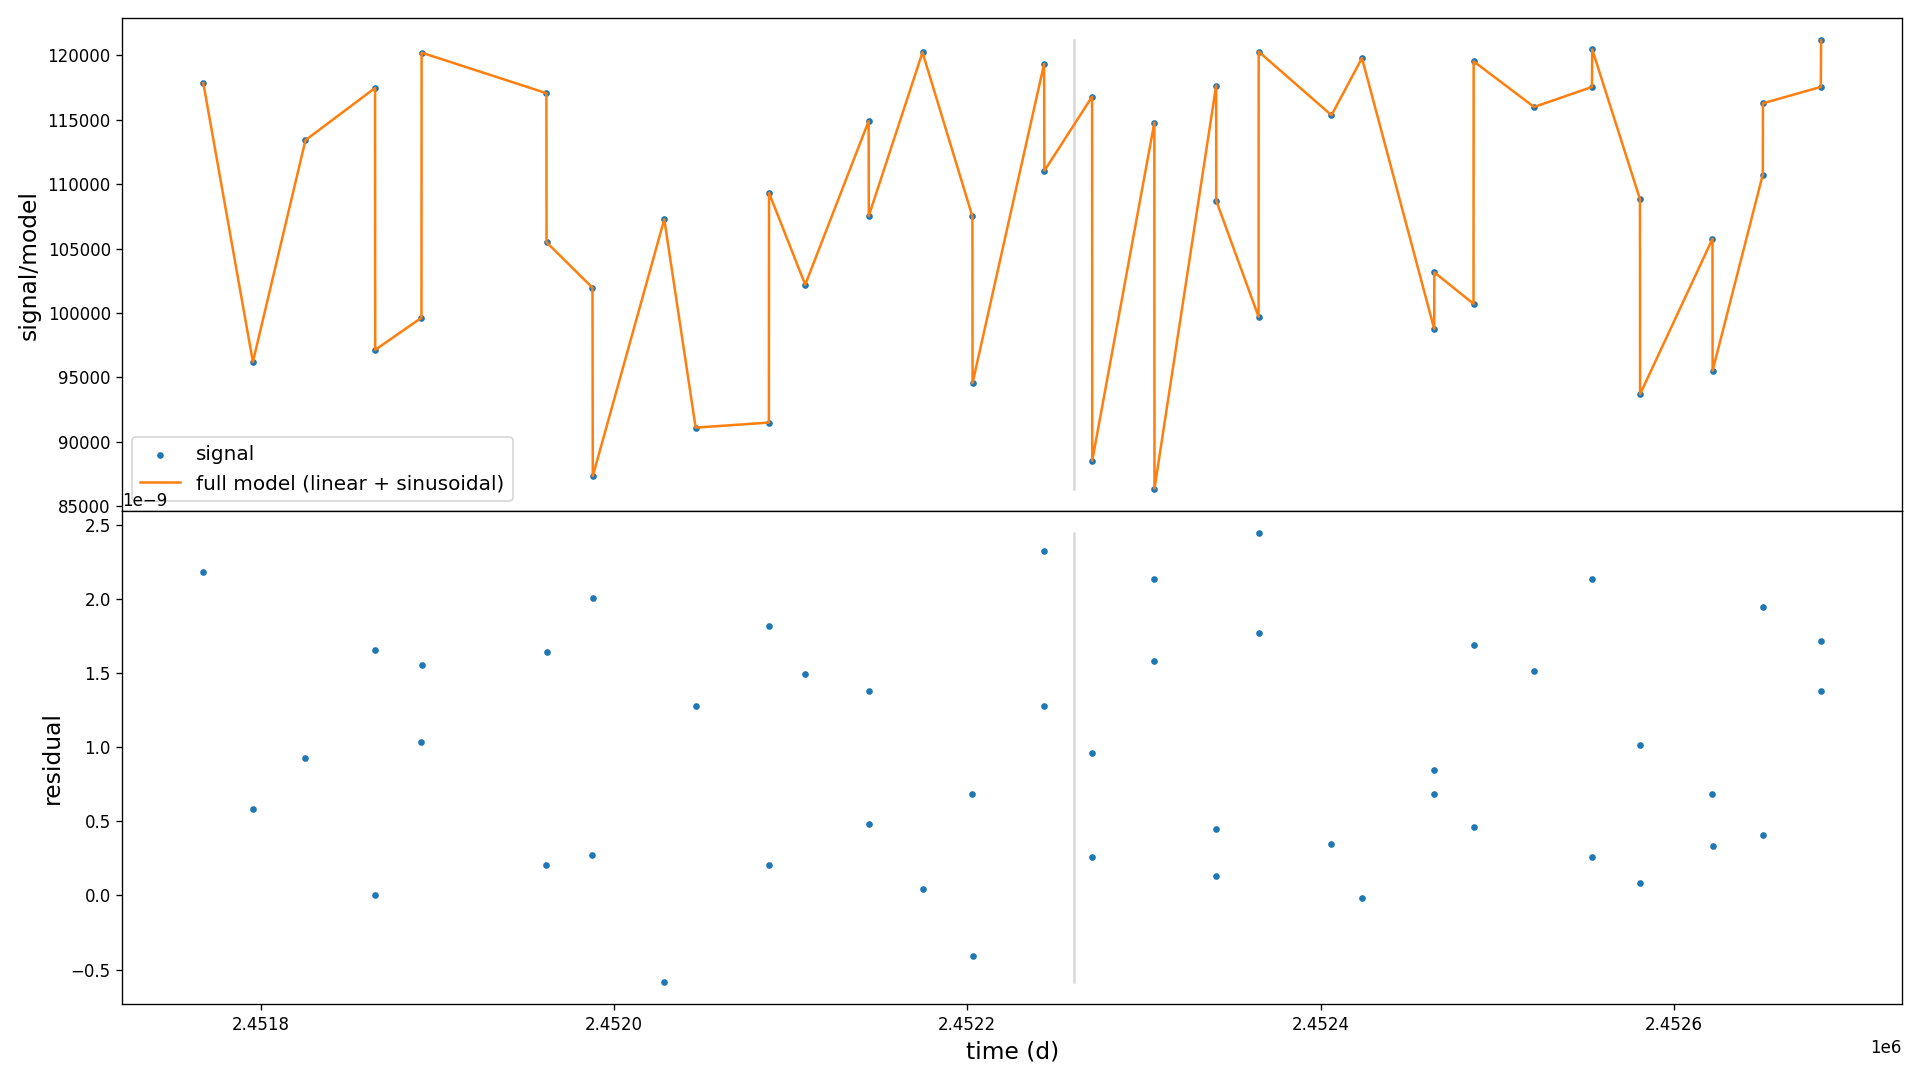 120000
115000
110000
105000
100000
95000
90000
85000
signal/model
signal
full model (linear + sinusoidal)
1e−9
2.5
2.0
1.5
1.0
0.5
0.0
−0.5
residual
2.4518
2.4520
2.4522
2.4524
2.4526
time (d)
1e6